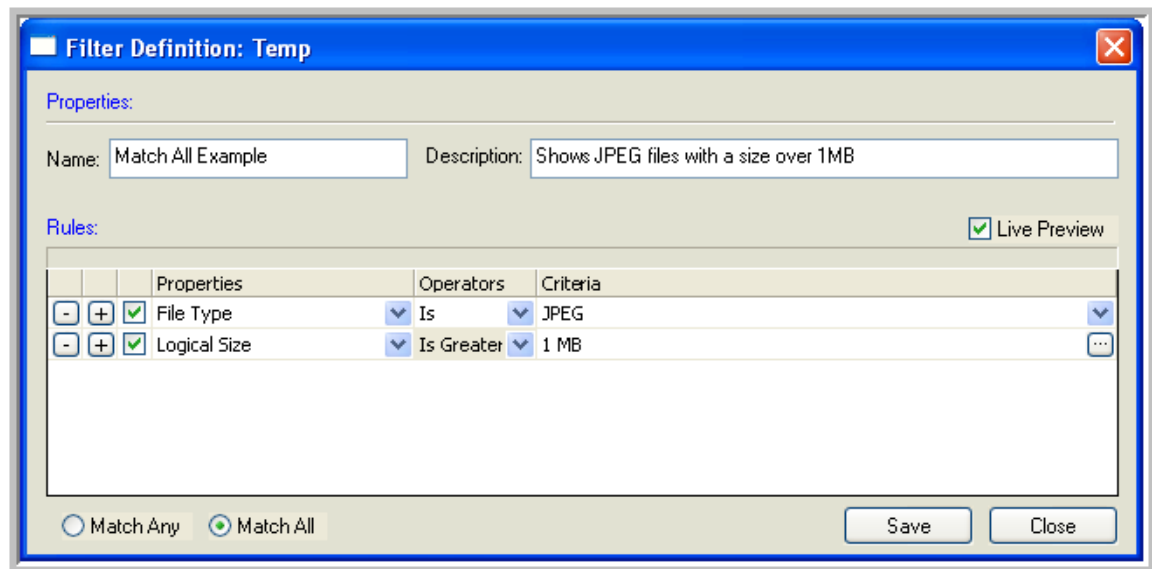 Filter Definition: Temp
Properties:
Name: Match All Example Description: Shows JPEG files with a size over 1MB
Rules: Live Preview
Properties Operators Criteria
- + File Type Is JPEG
- + Logical Size Is Greater 1 MB ...
Match Any Match All Save Close